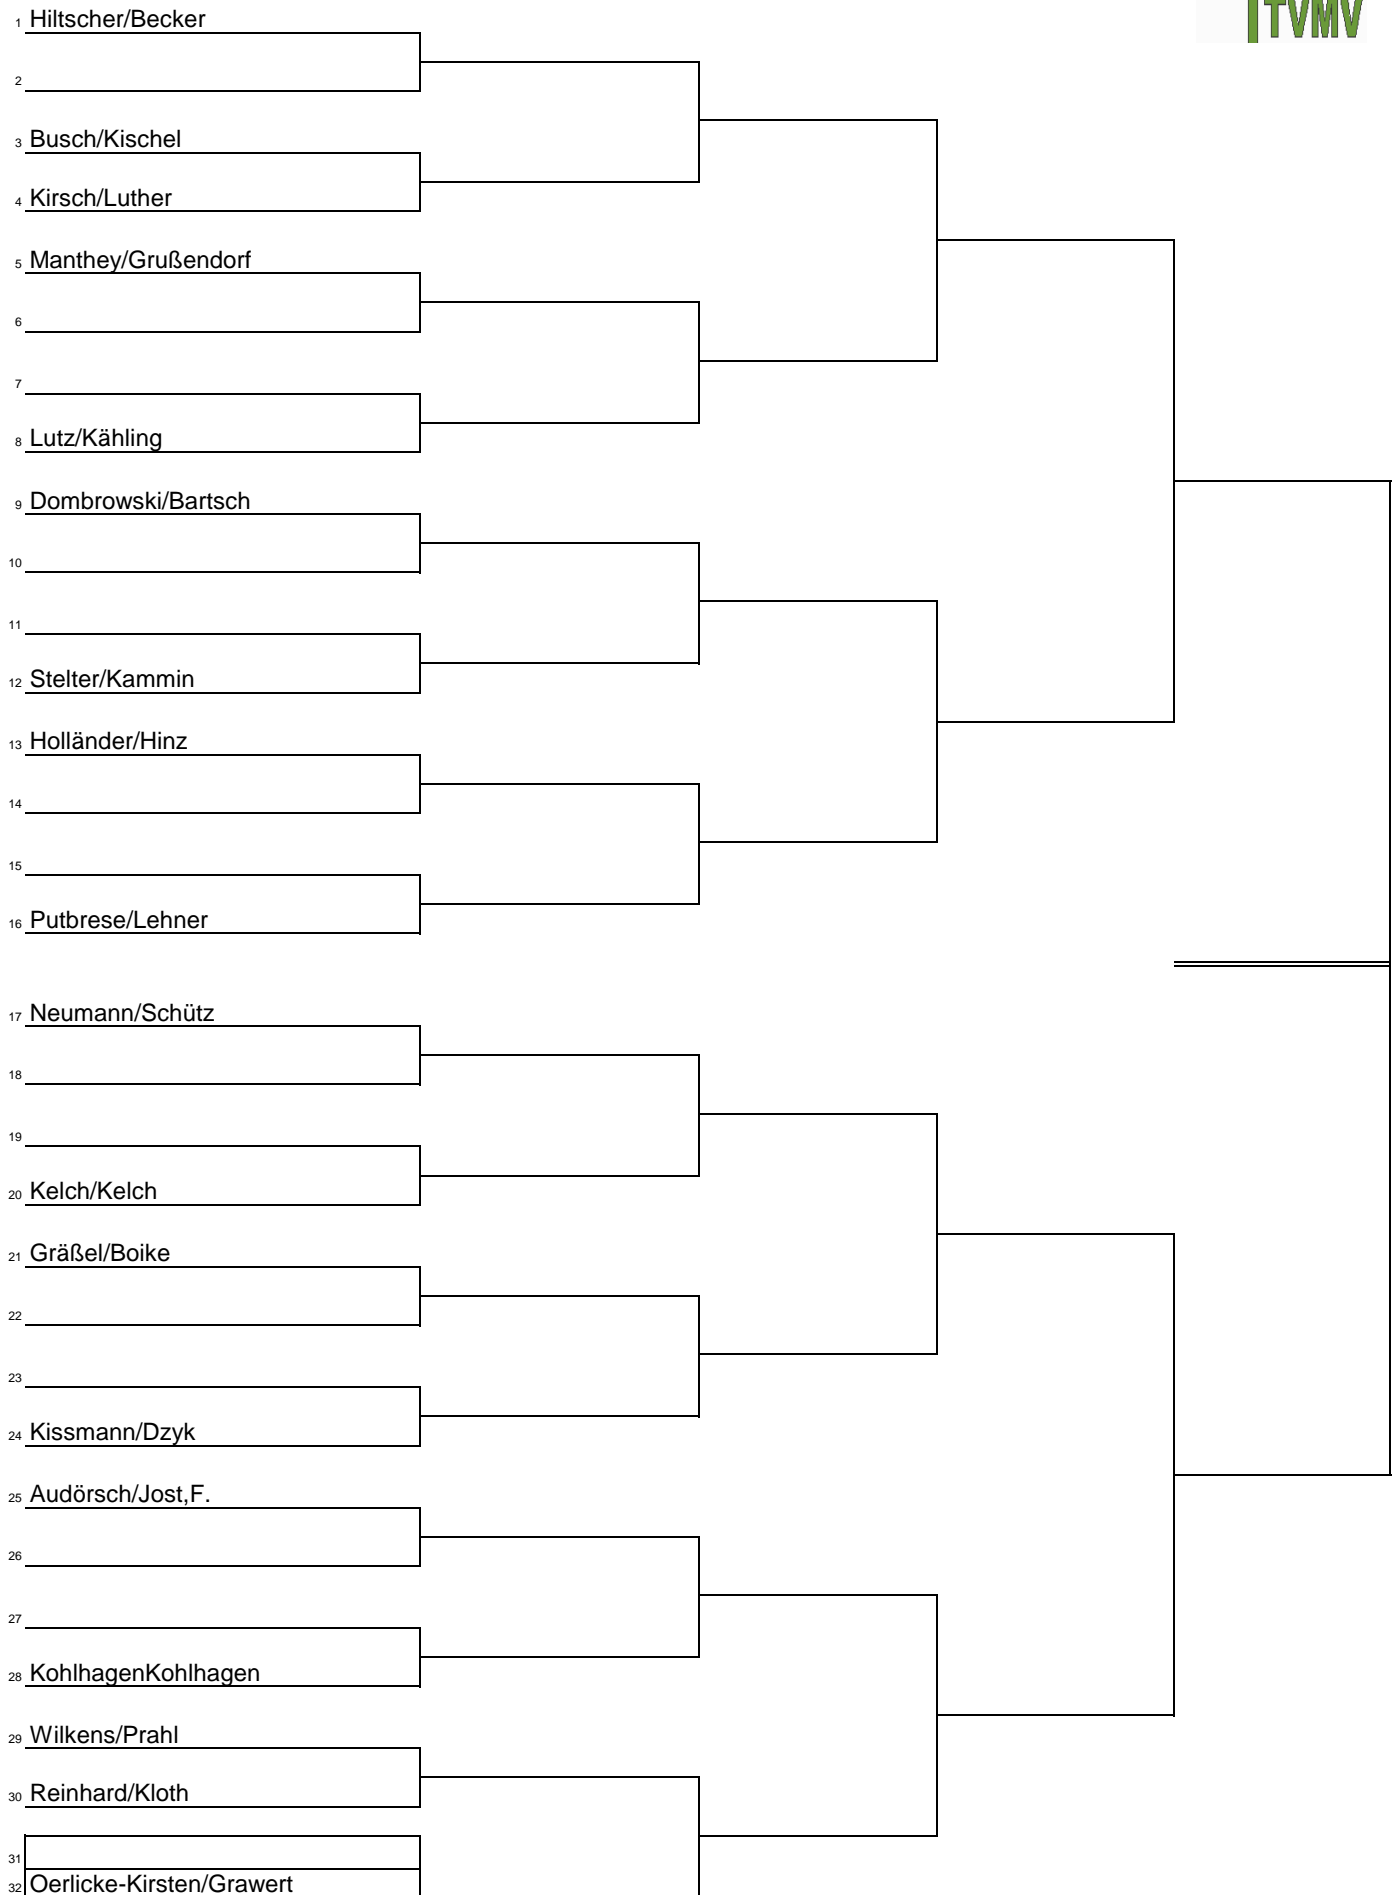 TTVMV
1 Hiltscher/Becker
2
3 Busch/Kischel
4 Kirsch/Luther
5 Manthey/Grußendorf
6
7
8 Lutz/Kähling
9 Dombrowski/Bartsch
10
11
12 Stelter/Kammin
13 Holländer/Hinz
14
15
16 Putbrese/Lehner
17 Neumann/Schütz
18
19
20 Kelch/Kelch
21 Gräßel/Boike
22
23
24 Kissmann/Dzyk
25 Audörsch/Jost,F.
26
27
28 KohlhagenKohlhagen
29 Wilkens/Prahl
30 Reinhard/Kloth
31
32 Oerlicke-Kirsten/Grawert